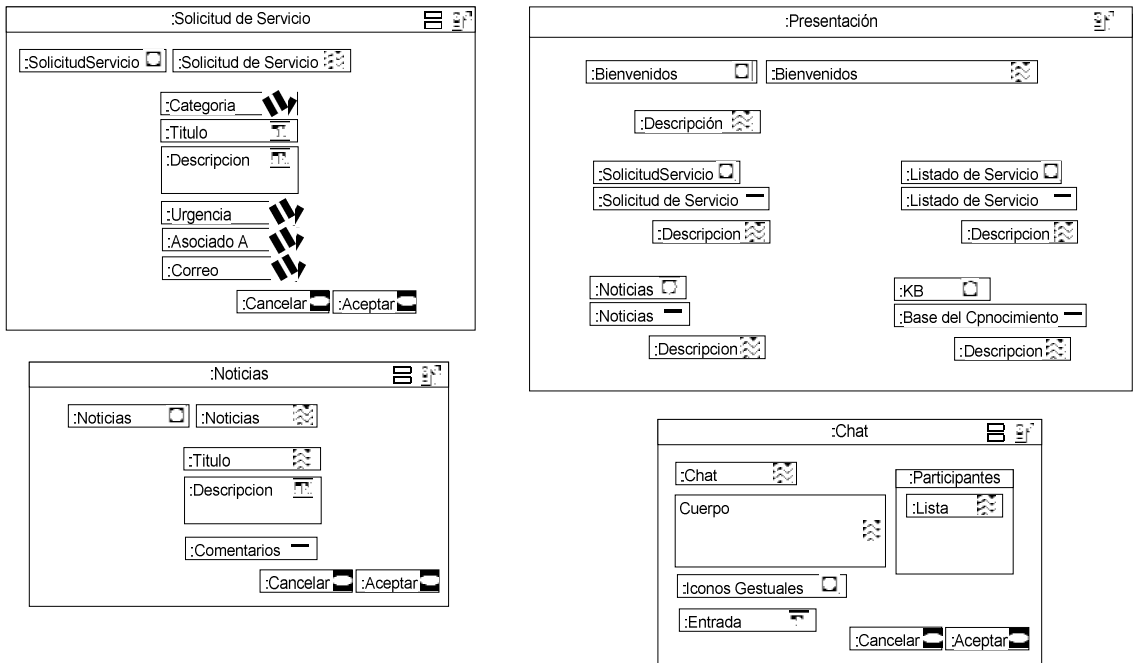 :Solicitud de Servicio
:SolicitudServicio :Solicitud de Servicio
:Categoria
:Titulo
:Descripcion
:Urgencia
:Asociado A
:Correo
:Cancelar :Aceptar
:Presentación
:Bienvenidos :Bienvenidos
:Descripción
:SolicitudServicio :Listado de Servicio
:Solicitud de Servicio :Listado de Servicio
:Descripcion :Descripcion
:Noticias :KB
:Noticias :Base del Cpnocimiento
:Descripcion :Descripcion
:Noticias
:Noticias :Noticias
:Titulo
:Descripcion
:Comentarios
:Cancelar :Aceptar
:Chat
:Chat :Participantes
Cuerpo :Lista
:Iconos Gestuales
:Entrada
:Cancelar :Aceptar